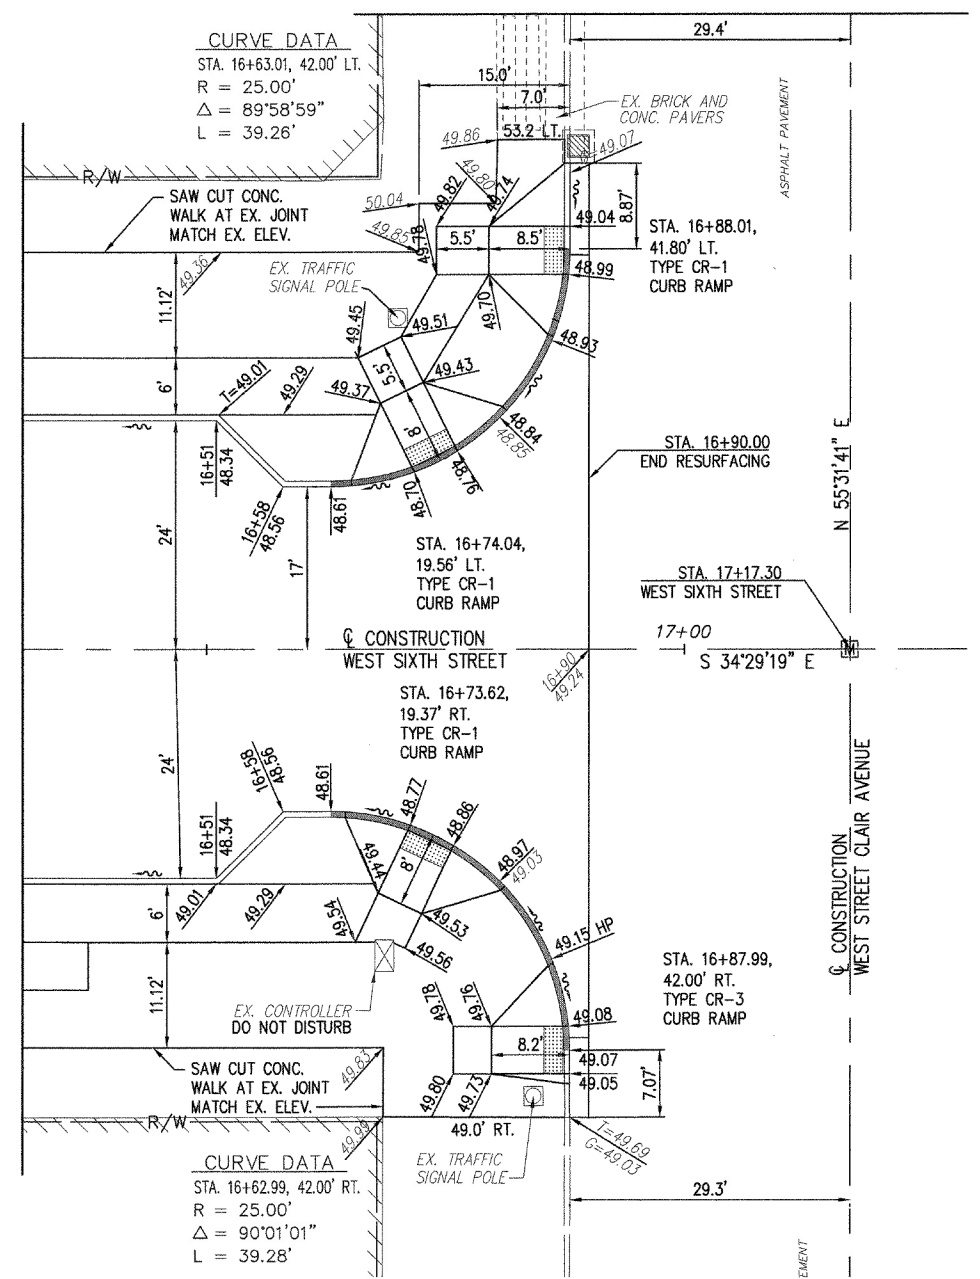 29.4'
CURVE DATA
STA. 16+63.01, 42.00' LT.
R = 25.00'
Δ = 89°58'59"
L = 39.26'
15.0'
7.0'
EX. BRICK AND
CONC. PAVERS
ASPHALT PAVEMENT
49.86
53.2 LT.
49.07
R/W
SAW CUT CONC.
WALK AT EX. JOINT
MATCH EX. ELEV.
49.80
49.82
49.74
50.04
49.85
49.78
49.04
8.87'
5.5'
8.5'
48.99
STA. 16+88.01,
41.80' LT.
TYPE CR-1
CURB RAMP
49.36
EX. TRAFFIC
SIGNAL POLE
11.12'
49.45
49.51
49.70
48.93
6'
T=49.01
49.29
49.37
5.5'
49.43
8'
48.84
48.85
16+51
48.34
16+58
48.56
48.61
48.70
48.76
STA. 16+90.00
END RESURFACING
N 55°31'41" E
24'
17'
STA. 16+74.04,
19.56' LT.
TYPE CR-1
CURB RAMP
STA. 17+17.30
WEST SIXTH STREET
℄ CONSTRUCTION
WEST SIXTH STREET
17+00
S 34°29'19" E
M
16+90
49.24
STA. 16+73.62,
19.37' RT.
TYPE CR-1
CURB RAMP
24'
16+58
48.56
48.61
48.77
48.86
16+51
48.34
49.44
8'
48.97
49.03
℄ CONSTRUCTION
WEST STREET CLAIR AVENUE
6'
49.01
49.29
49.54
49.53
49.56
49.15 HP
11.12'
EX. CONTROLLER
DO NOT DISTURB
49.78
49.76
STA. 16+87.99,
42.00' RT.
TYPE CR-3
CURB RAMP
49.08
8.2'
49.07
49.05
49.83
49.80
49.73
7.07'
SAW CUT CONC.
WALK AT EX. JOINT
MATCH EX. ELEV.
R/W
49.99
49.0' RT.
T=49.69
G=49.03
EX. TRAFFIC
SIGNAL POLE
CURVE DATA
STA. 16+62.99, 42.00' RT.
R = 25.00'
Δ = 90°01'01"
L = 39.28'
29.3'
EMENT